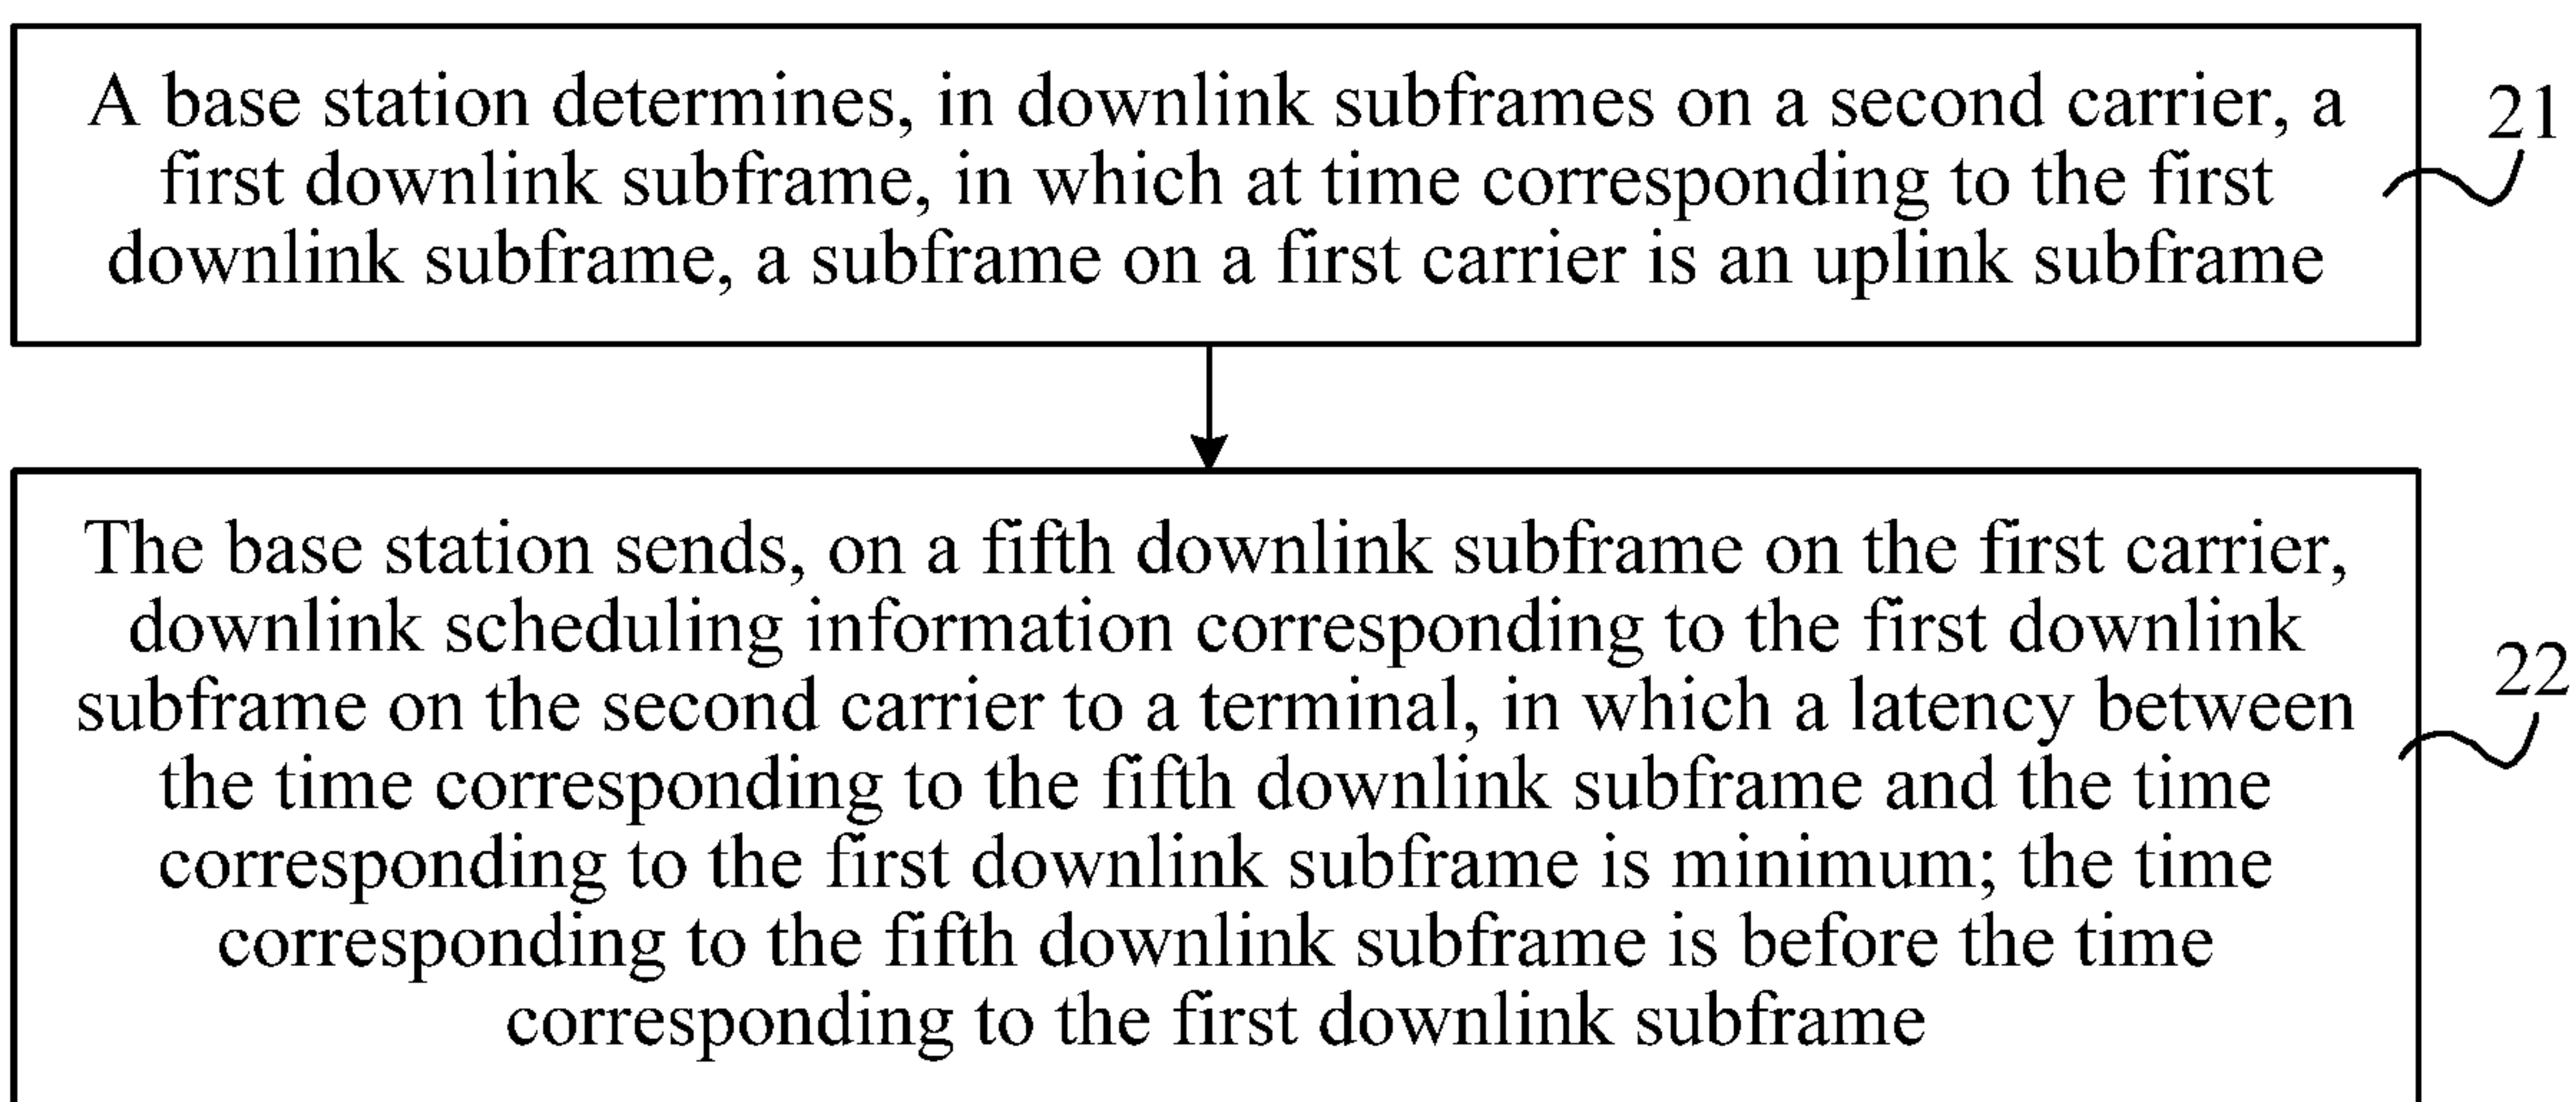 A base station determines, in downlink subframes on a second carrier, a
first downlink subframe, in which at time corresponding to the first
downlink subframe, a subframe on a first carrier is an uplink subframe
21
The base station sends, on a fifth downlink subframe on the first carrier,
downlink scheduling information corresponding to the first downlink
subframe on the second carrier to a terminal, in which a latency between
the time corresponding to the fifth downlink subframe and the time
corresponding to the first downlink subframe is minimum; the time
corresponding to the fifth downlink subframe is before the time
corresponding to the first downlink subframe
22